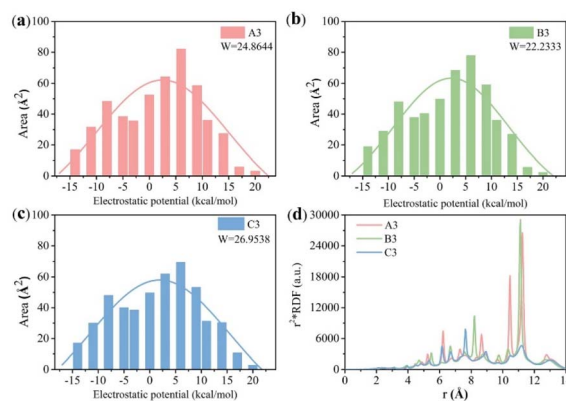 (a)
100
80
60
40
20
0
Area (Å²)
A3
W=24.8644
-15 -10 -5 0 5 10 15 20
Electrostatic potential (kcal/mol)
(b)
100
80
60
40
20
0
Area (Å²)
B3
W=22.2333
-15 -10 -5 0 5 10 15 20
Electrostatic potential (kcal/mol)
(c)
100
80
60
40
20
0
Area (Å²)
C3
W=26.9538
-15 -10 -5 0 5 10 15 20
Electrostatic potential (kcal/mol)
(d)
30000
24000
18000
12000
6000
0
r²*RDF (a.u.)
A3
B3
C3
0 2 4 6 8 10 12 14
r (Å)